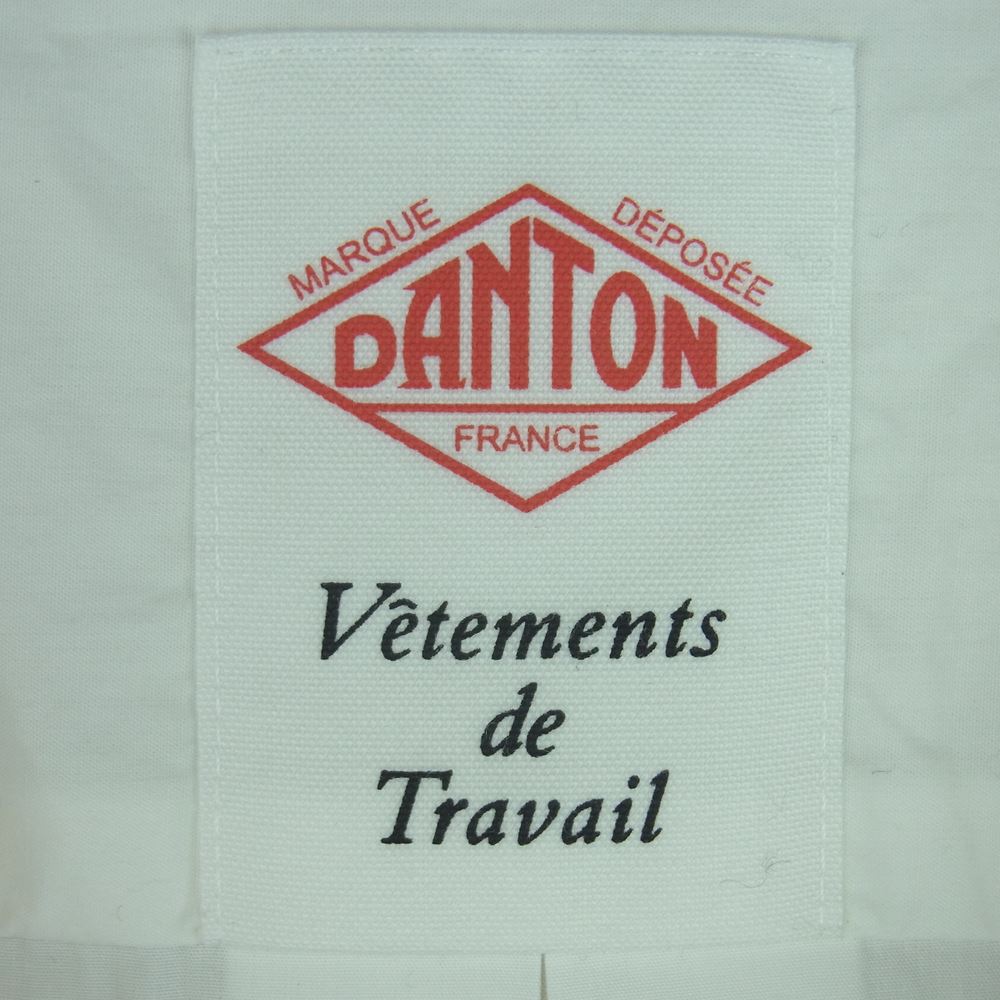 MARQUE DÉPOSÉE
DANTON
FRANCE
Vêtements
de
Travail